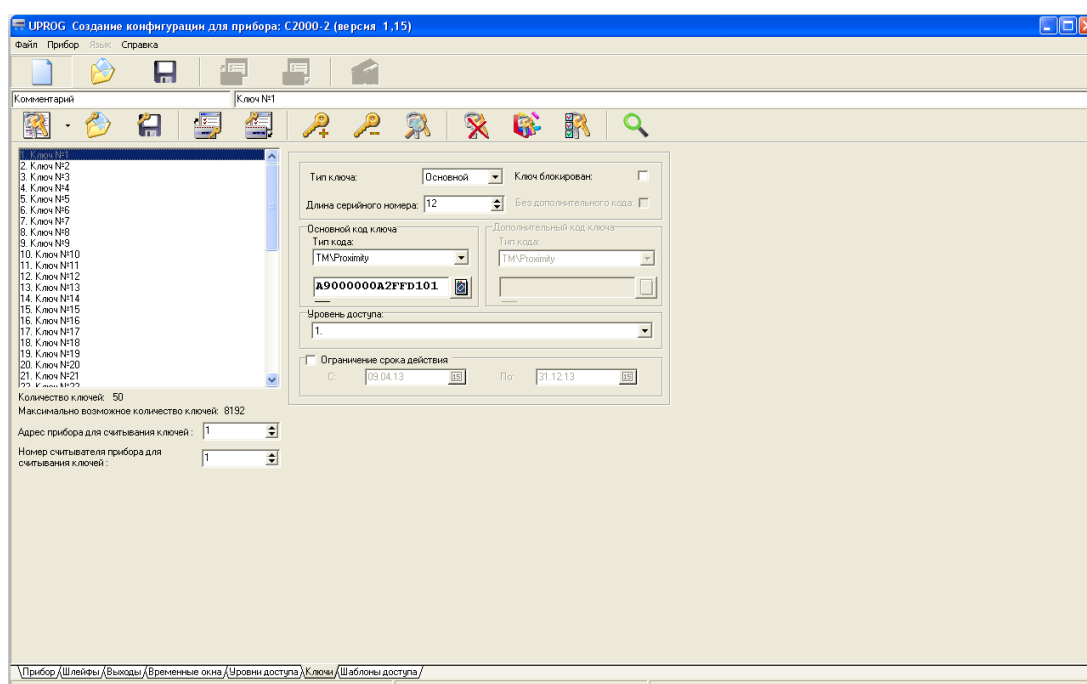 UPROG Создание конфигурации для прибора: С2000-2 (версия 1,15)
Файл Прибор Язык Справка
Комментарий Ключ №1
1. Ключ №1
2. Ключ №2
3. Ключ №3
4. Ключ №4
5. Ключ №5
6. Ключ №6
7. Ключ №7
8. Ключ №8
9. Ключ №9
10. Ключ №10
11. Ключ №11
12. Ключ №12
13. Ключ №13
14. Ключ №14
15. Ключ №15
16. Ключ №16
17. Ключ №17
18. Ключ №18
19. Ключ №19
20. Ключ №20
21. Ключ №21
22. Ключ №22
Количество ключей: 50
Максимально возможное количество ключей: 8192
Адрес прибора для считывания ключей : 1
Номер считывателя прибора для
считывания ключей : 1
Тип ключа: Основной Ключ блокирован:
Длина серийного номера: 12 Без дополнительного кода:
Основной код ключа
Тип кода:
TM\Proximity
A9000000A2FFD101
Дополнительный код ключа
Тип кода:
TM\Proximity
Уровень доступа:
1.
Ограничение срока действия
С: 09.04.13 15 По: 31.12.13 15
Прибор Шлейфы Выходы Временные окна Уровни доступа Ключи Шаблоны доступа